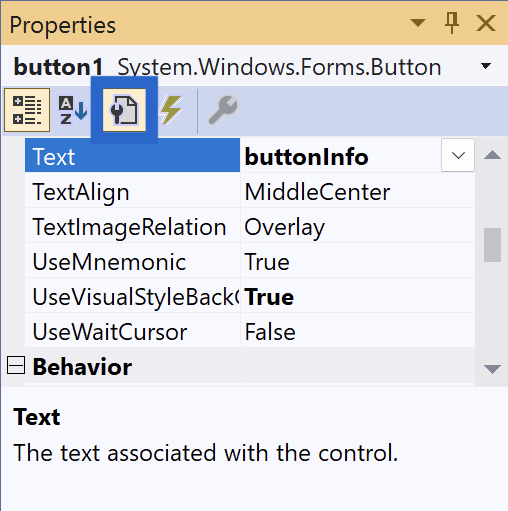 Properties
button1 System.Windows.Forms.Button
A
Z
Text buttonInfo
TextAlign MiddleCenter
TextImageRelation Overlay
UseMnemonic True
UseVisualStyleBackC True
UseWaitCursor False
Behavior
Text
The text associated with the control.